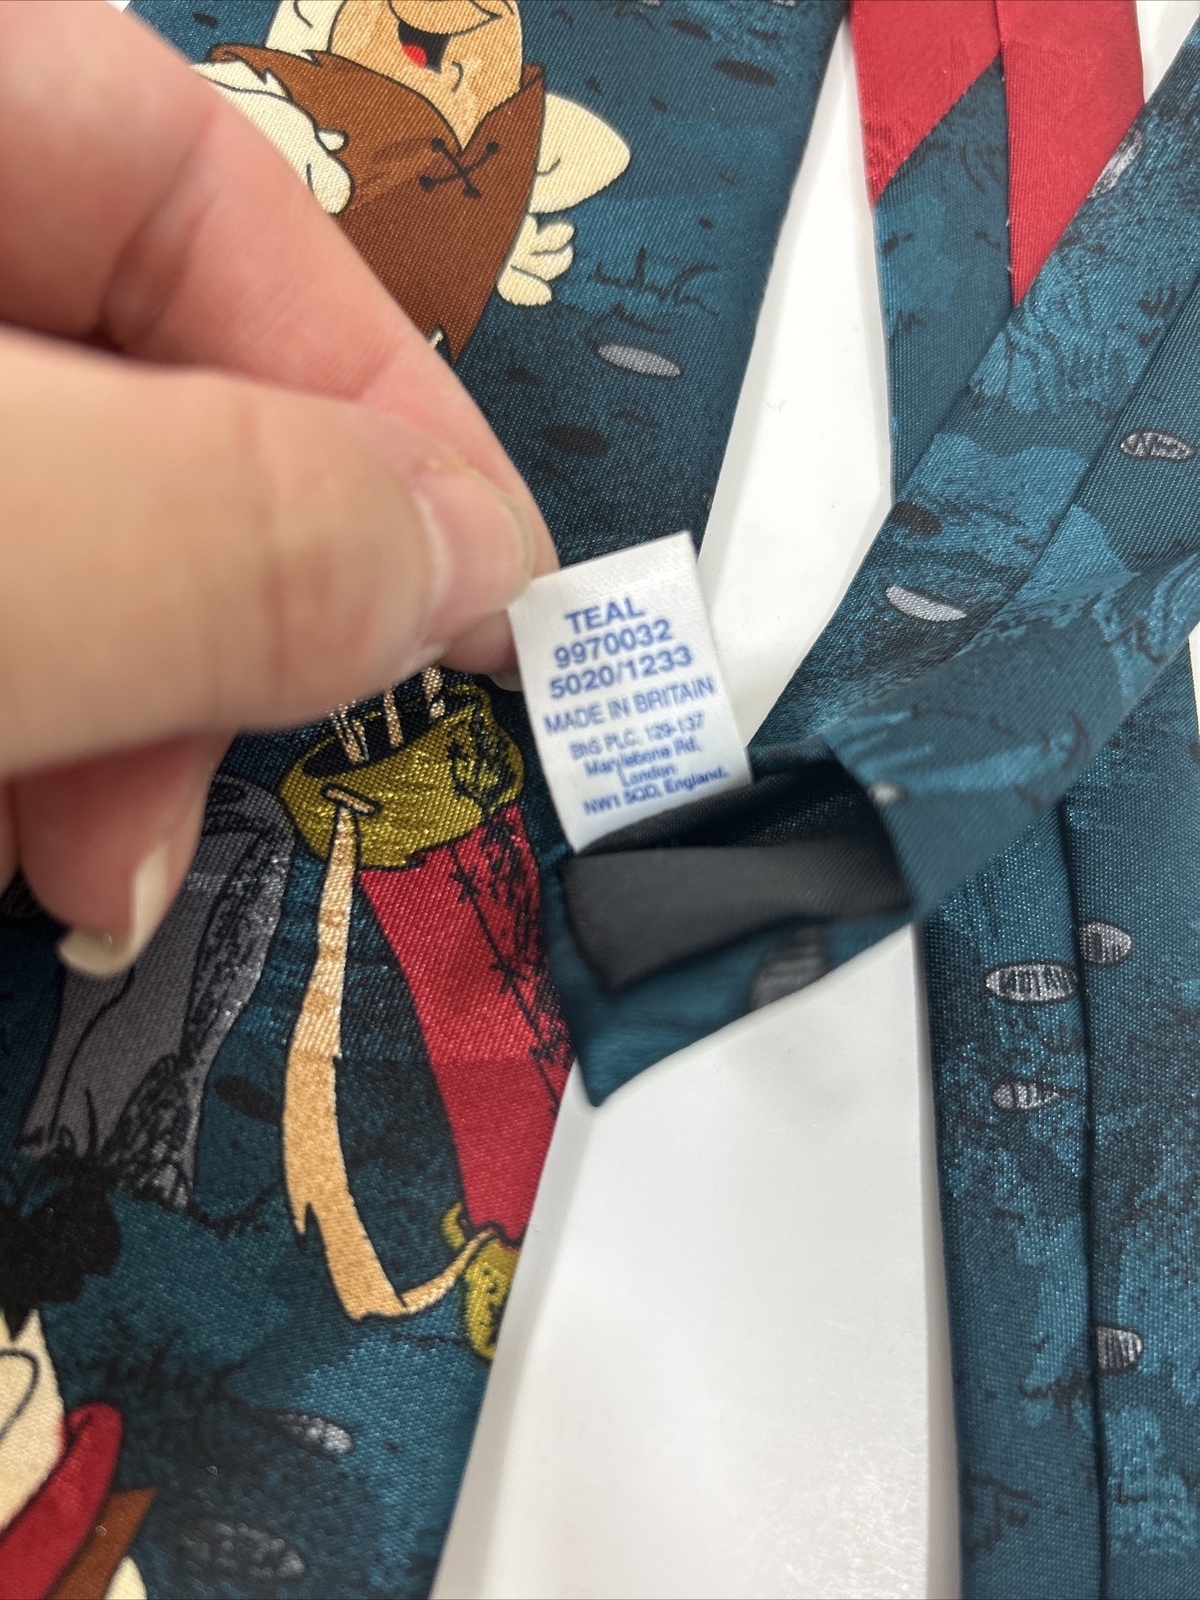 TEAL
9970032
5020/1233
MADE IN BRITAIN
BhS PLC. 129-137
Marylebone Rd,
London
NW1 5QD, England.